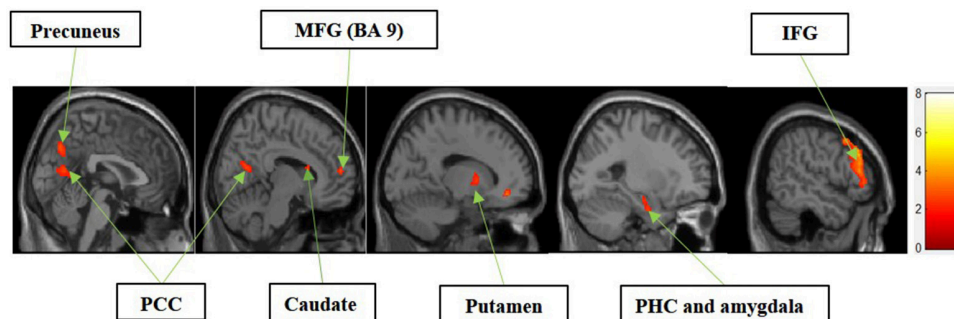 Precuneus
MFG (BA 9)
IFG
8
6
4
2
0
PCC
Caudate
Putamen
PHC and amygdala